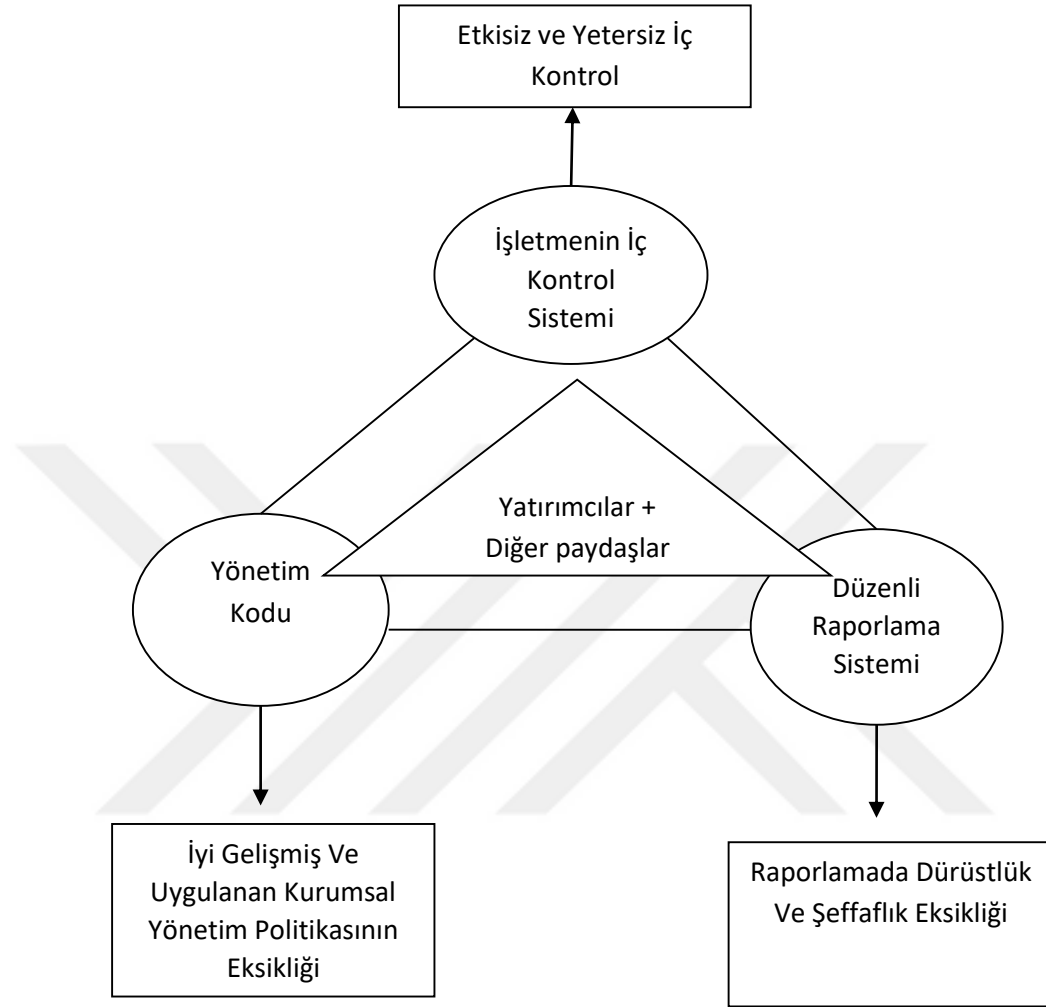 Etkisiz ve Yetersiz İç
Kontrol
İşletmenin İç
Kontrol
Sistemi
Yatırımcılar +
Diğer paydaşlar
Yönetim
Kodu
Düzenli
Raporlama
Sistemi
İyi Gelişmiş Ve
Uygulanan Kurumsal
Yönetim Politikasının
Eksikliği
Raporlamada Dürüstlük
Ve Şeffaflık Eksikliği